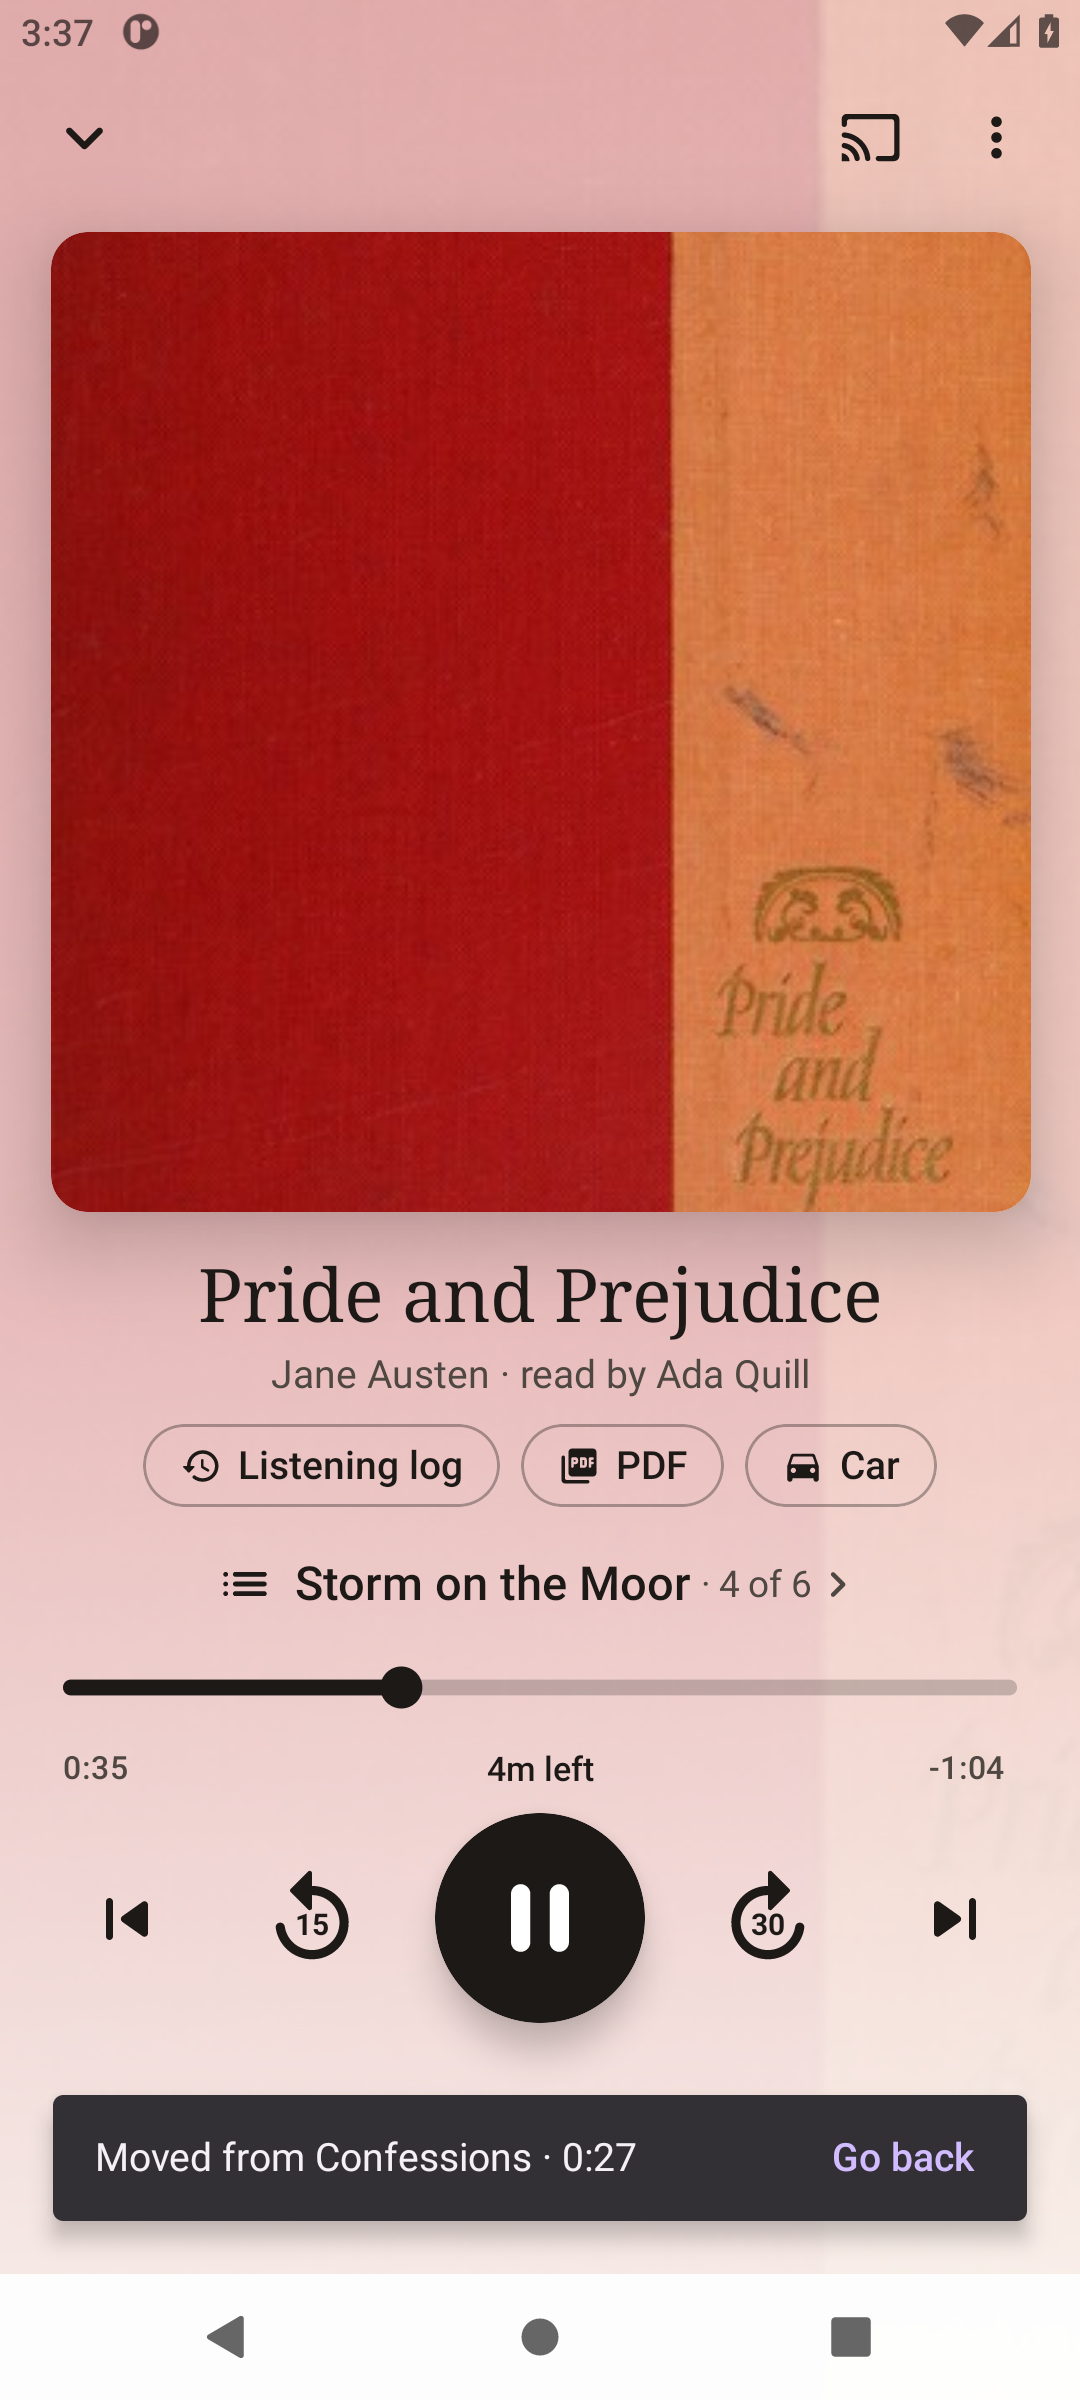 3:37
Pride
and
Prejudice
Pride and Prejudice
Jane Austen · read by Ada Quill
Listening log
PDF PDF
Car
Storm on the Moor · 4 of 6
0:35 4m left -1:04
15 30
Moved from Confessions · 0:27 Go back